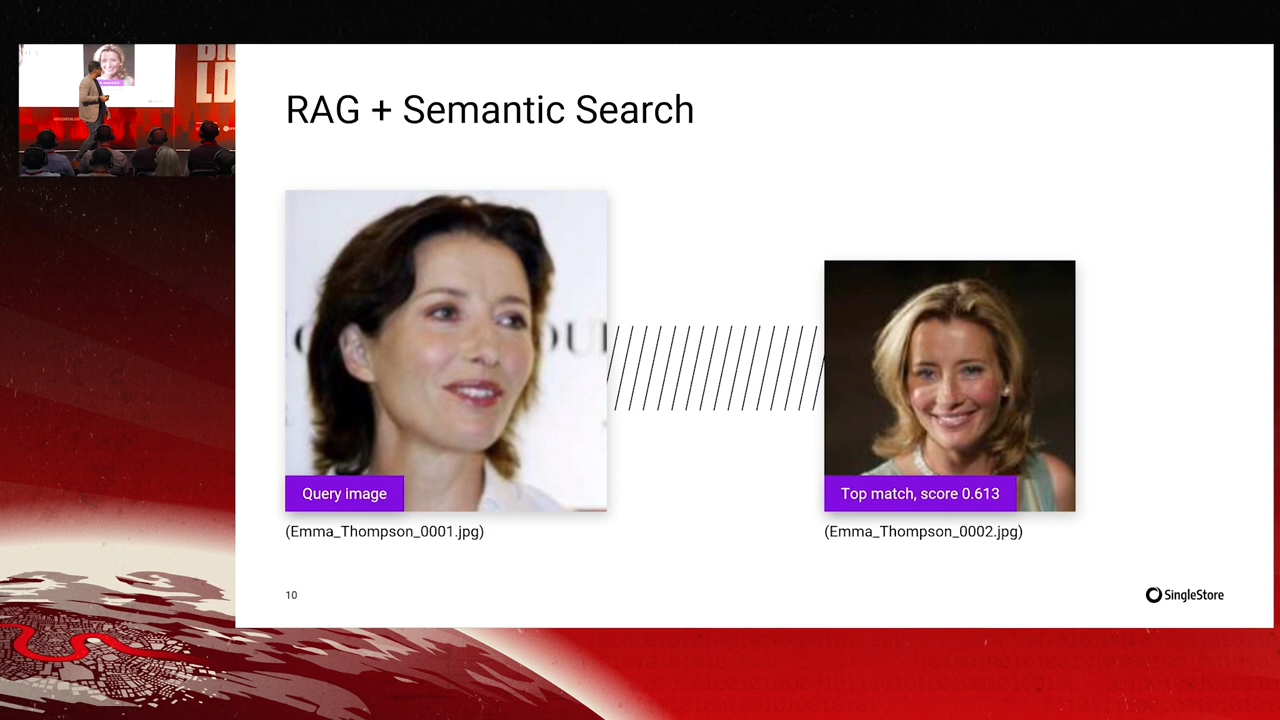 RAG + Semantic Search
Query image
(Emma_Thompson_0001.jpg)
Top match, score 0.613
(Emma_Thompson_0002.jpg)
10
SingleStore